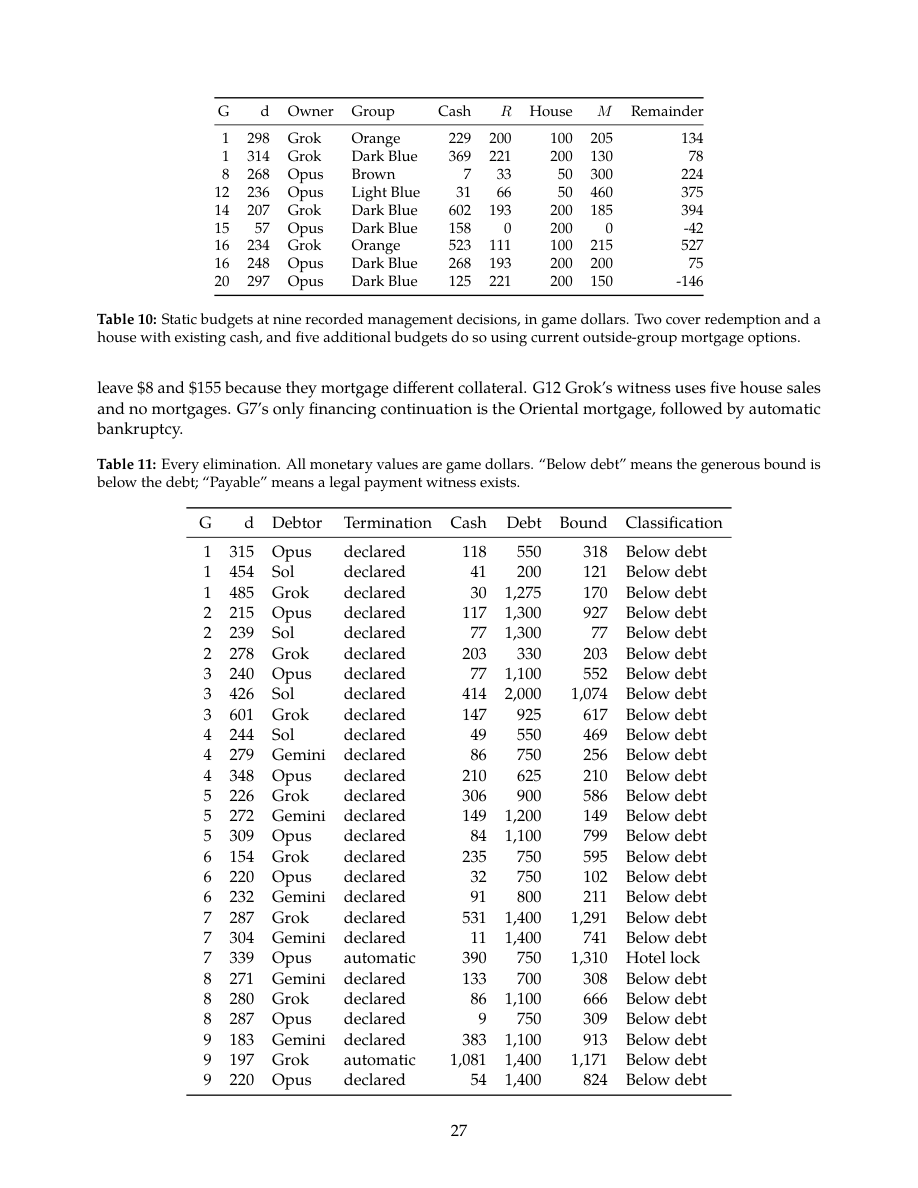 G d Owner Group Cash R House M Remainder
1 298 Grok Orange 229 200 100 205 134
1 314 Grok Dark Blue 369 221 200 130 78
8 268 Opus Brown 7 33 50 300 224
12 236 Opus Light Blue 31 66 50 460 375
14 207 Grok Dark Blue 602 193 200 185 394
15 57 Opus Dark Blue 158 0 200 0 -42
16 234 Grok Orange 523 111 100 215 527
16 248 Opus Dark Blue 268 193 200 200 75
20 297 Opus Dark Blue 125 221 200 150 -146
Table 10: Static budgets at nine recorded management decisions, in game dollars. Two cover redemption and a
house with existing cash, and five additional budgets do so using current outside-group mortgage options.
leave $8 and $155 because they mortgage different collateral. G12 Grok's witness uses five house sales
and no mortgages. G7's only financing continuation is the Oriental mortgage, followed by automatic
bankruptcy.
Table 11: Every elimination. All monetary values are game dollars. "Below debt" means the generous bound is
below the debt; "Payable" means a legal payment witness exists.
G d Debtor Termination Cash Debt Bound Classification
1 315 Opus declared 118 550 318 Below debt
1 454 Sol declared 41 200 121 Below debt
1 485 Grok declared 30 1,275 170 Below debt
2 215 Opus declared 117 1,300 927 Below debt
2 239 Sol declared 77 1,300 77 Below debt
2 278 Grok declared 203 330 203 Below debt
3 240 Opus declared 77 1,100 552 Below debt
3 426 Sol declared 414 2,000 1,074 Below debt
3 601 Grok declared 147 925 617 Below debt
4 244 Sol declared 49 550 469 Below debt
4 279 Gemini declared 86 750 256 Below debt
4 348 Opus declared 210 625 210 Below debt
5 226 Grok declared 306 900 586 Below debt
5 272 Gemini declared 149 1,200 149 Below debt
5 309 Opus declared 84 1,100 799 Below debt
6 154 Grok declared 235 750 595 Below debt
6 220 Opus declared 32 750 102 Below debt
6 232 Gemini declared 91 800 211 Below debt
7 287 Grok declared 531 1,400 1,291 Below debt
7 304 Gemini declared 11 1,400 741 Below debt
7 339 Opus automatic 390 750 1,310 Hotel lock
8 271 Gemini declared 133 700 308 Below debt
8 280 Grok declared 86 1,100 666 Below debt
8 287 Opus declared 9 750 309 Below debt
9 183 Gemini declared 383 1,100 913 Below debt
9 197 Grok automatic 1,081 1,400 1,171 Below debt
9 220 Opus declared 54 1,400 824 Below debt
27